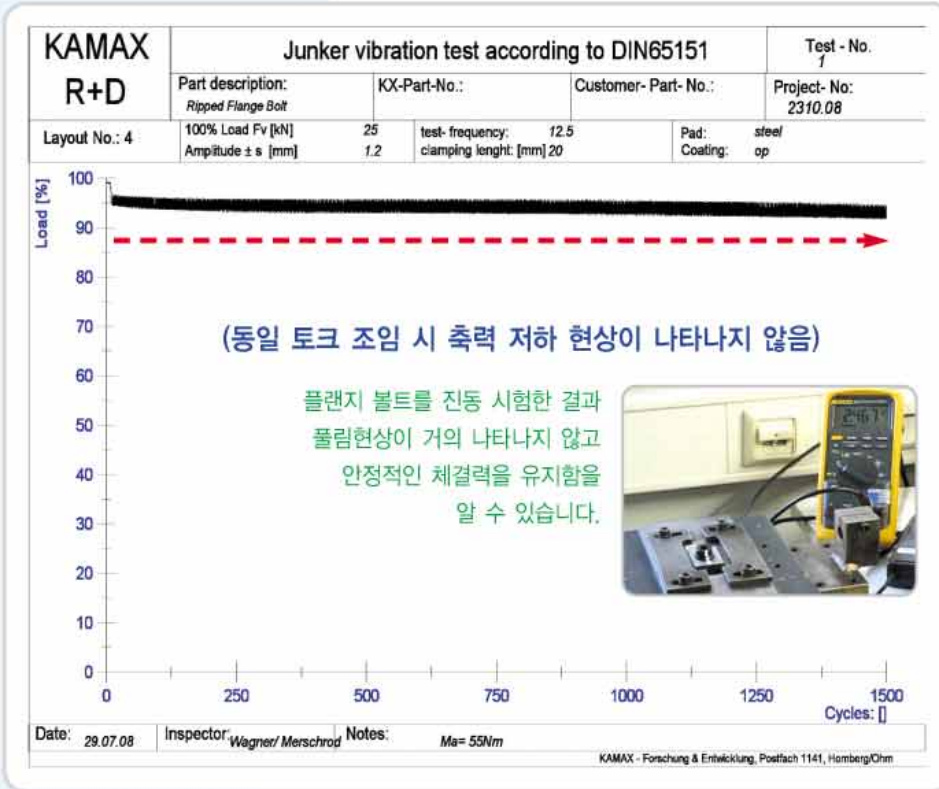 KAMAX
R+D
Junker vibration test according to DIN65151
Test - No.
1
Part description:
Ripped Flange Bolt
KX-Part-No.:
Customer- Part- No.:
Project- No:
2310.08
Layout No.: 4
100% Load Fv [kN] 25
Amplitude ± s [mm] 1.2
test- frequency: 12.5
clamping lenght: [mm] 20
Pad: steel
Coating: op
Load [%]
100
90
80
70
60
50
40
30
20
10
0
(동일 토크 조임 시 축력 저하 현상이 나타나지 않음)
플랜지 볼트를 진동 시험한 결과
풀림현상이 거의 나타나지 않고
안정적인 체결력을 유지함을
알 수 있습니다.
0 250 500 750 1000 1250 1500
Cycles: []
Date: 29.07.08
Inspector: Wagner/ Merschrod
Notes: Ma= 55Nm
KAMAX - Forschung & Entwicklung, Postfach 1141, Homberg/Ohm